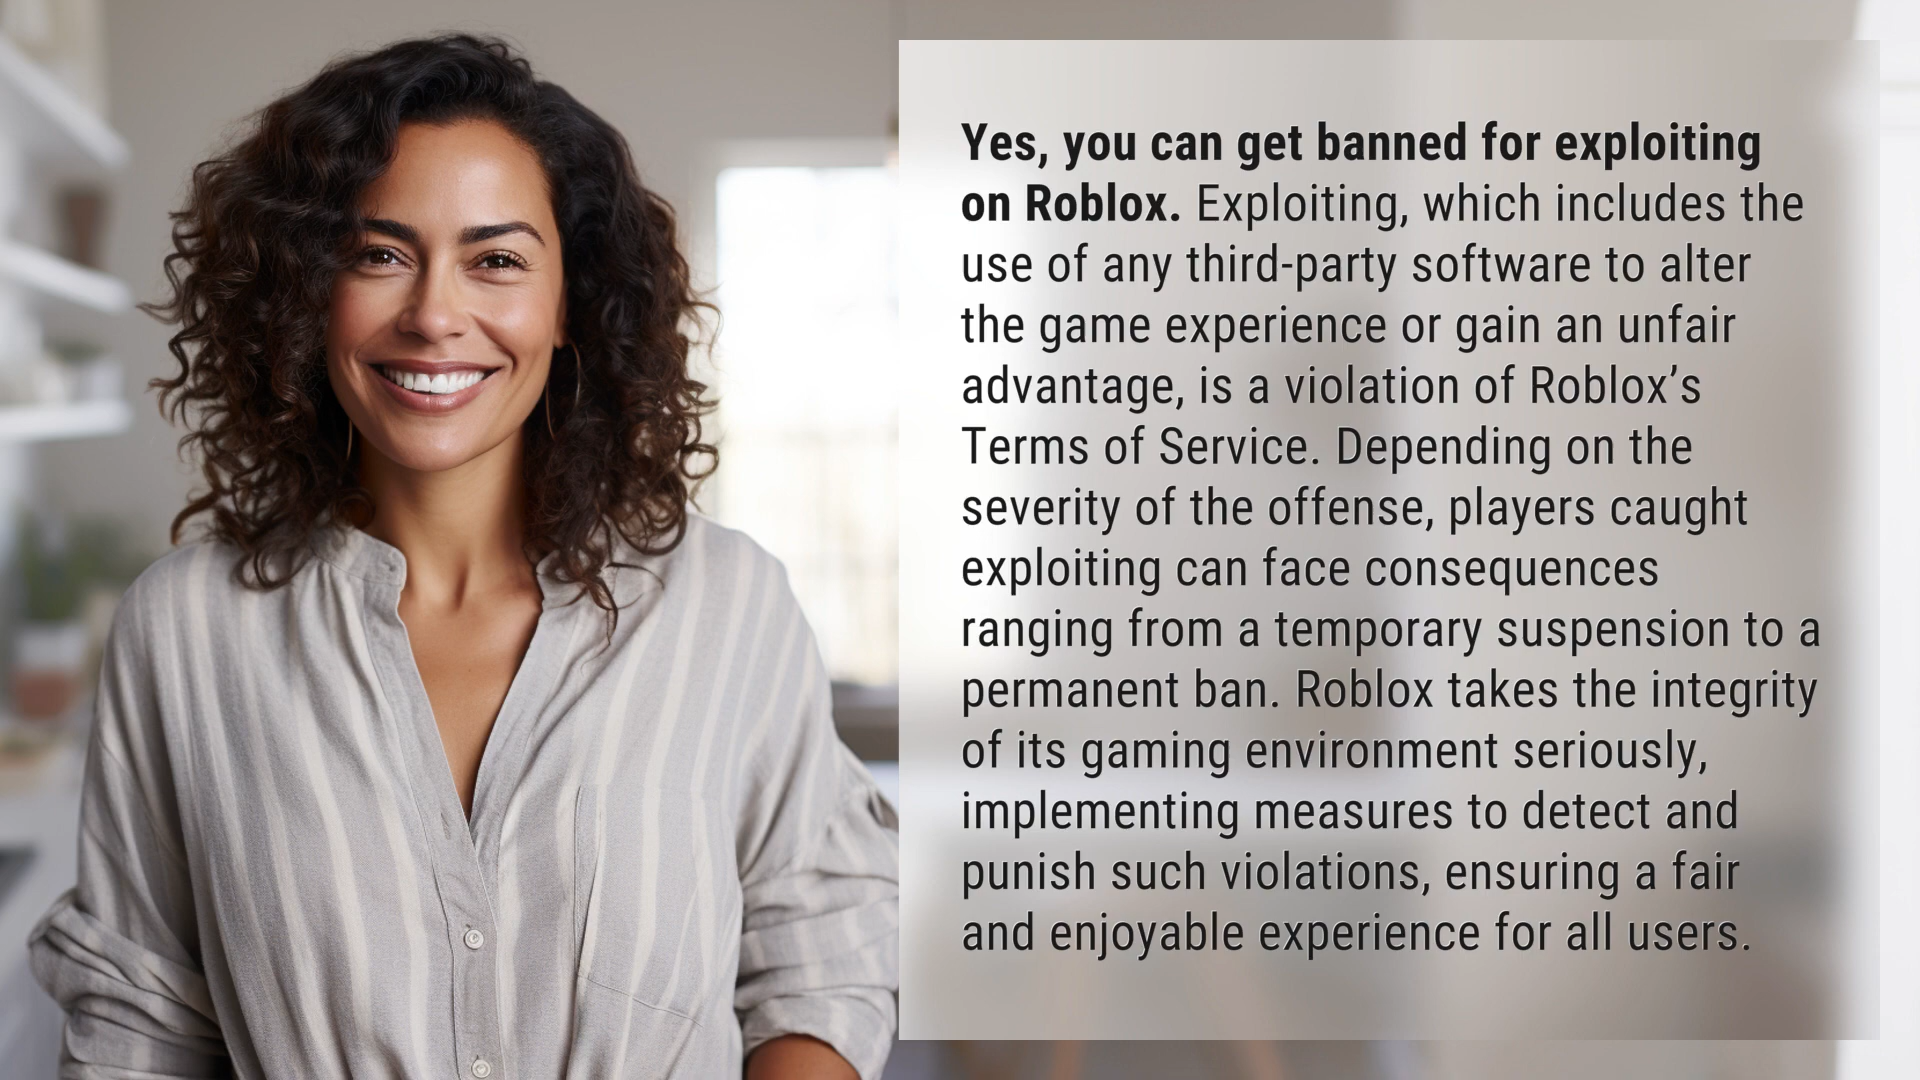 Yes, you can get banned for exploiting
on Roblox. Exploiting, which includes the
use of any third-party software to alter
the game experience or gain an unfair
advantage, is a violation of Roblox’s
Terms of Service. Depending on the
severity of the offense, players caught
exploiting can face consequences
ranging from a temporary suspension to a
permanent ban. Roblox takes the integrity
of its gaming environment seriously,
implementing measures to detect and
punish such violations, ensuring a fair
and enjoyable experience for all users.